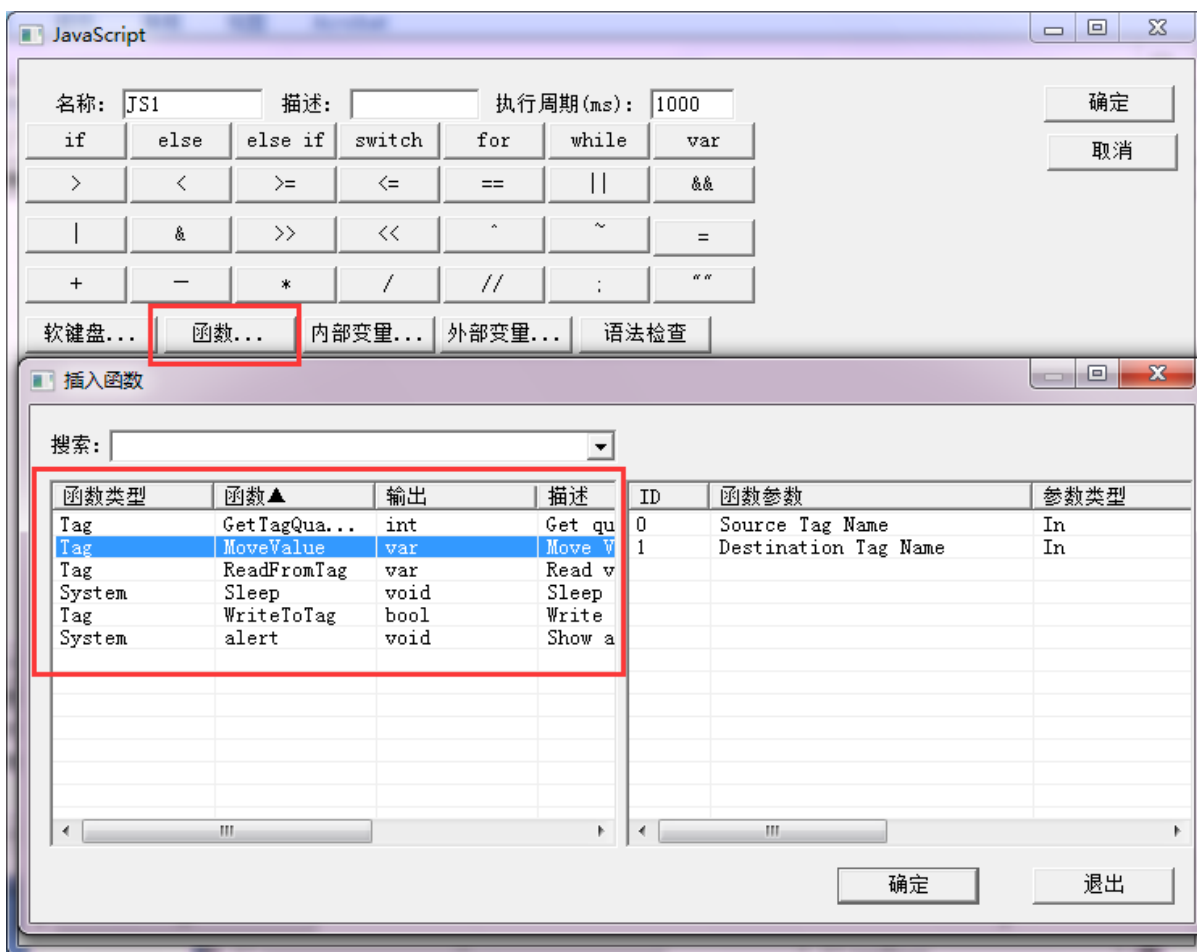 JavaScript
名称: JS1 描述: 执行周期(ms): 1000 确定
if else else if switch for while var
取消
> < >= <= == || &&
| & >> << ^ ~ =
+ － * / // ; ""
软键盘... 函数... 内部变量... 外部变量... 语法检查
插入函数
搜索:
函数类型 函数▲ 输出 描述 ID 函数参数 参数类型
Tag GetTagQua... int Get qu 0 Source Tag Name In
Tag MoveValue var Move V 1 Destination Tag Name In
Tag ReadFromTag var Read v
System Sleep void Sleep
Tag WriteToTag bool Write
System alert void Show a
确定 退出